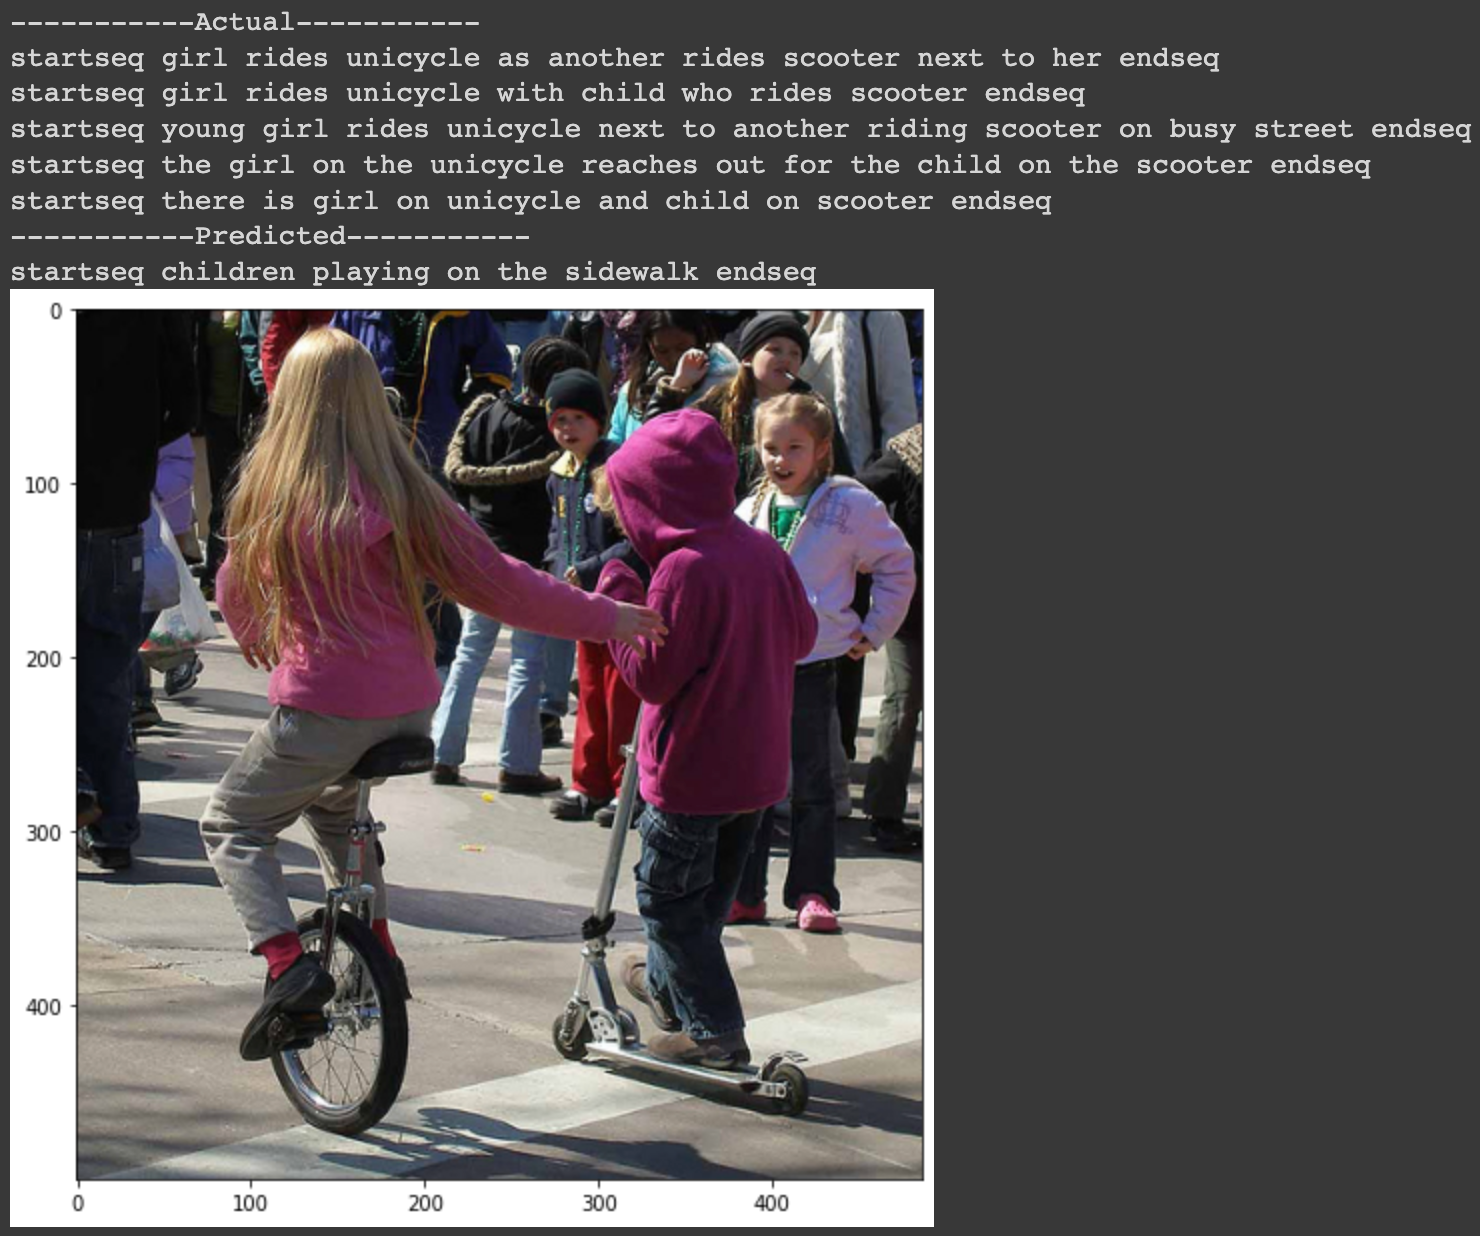 -----------Actual-----------
startseq girl rides unicycle as another rides scooter next to her endseq
startseq girl rides unicycle with child who rides scooter endseq
startseq young girl rides unicycle next to another riding scooter on busy street endseq
startseq the girl on the unicycle reaches out for the child on the scooter endseq
startseq there is girl on unicycle and child on scooter endseq
-----------Predicted-----------
startseq children playing on the sidewalk endseq
0
100
200
300
400
0 100 200 300 400